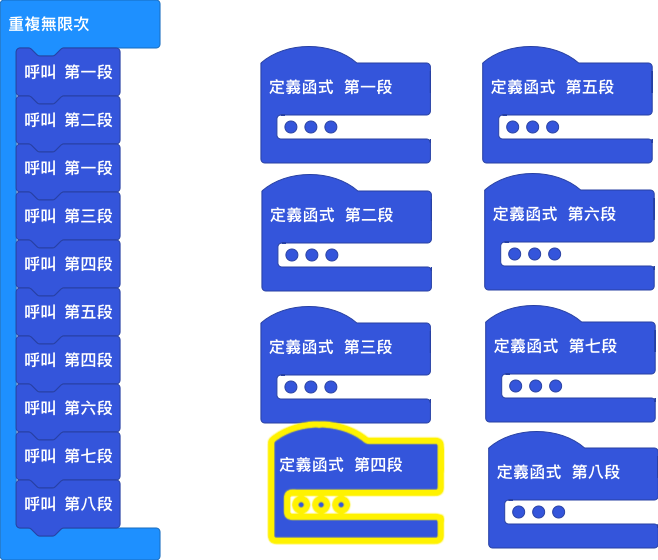 重複無限次
呼叫 第一段
呼叫 第二段
呼叫 第一段
呼叫 第三段
呼叫 第四段
呼叫 第五段
呼叫 第四段
呼叫 第六段
呼叫 第七段
呼叫 第八段
定義函式 第一段
定義函式 第二段
定義函式 第三段
定義函式 第四段
定義函式 第五段
定義函式 第六段
定義函式 第七段
定義函式 第八段